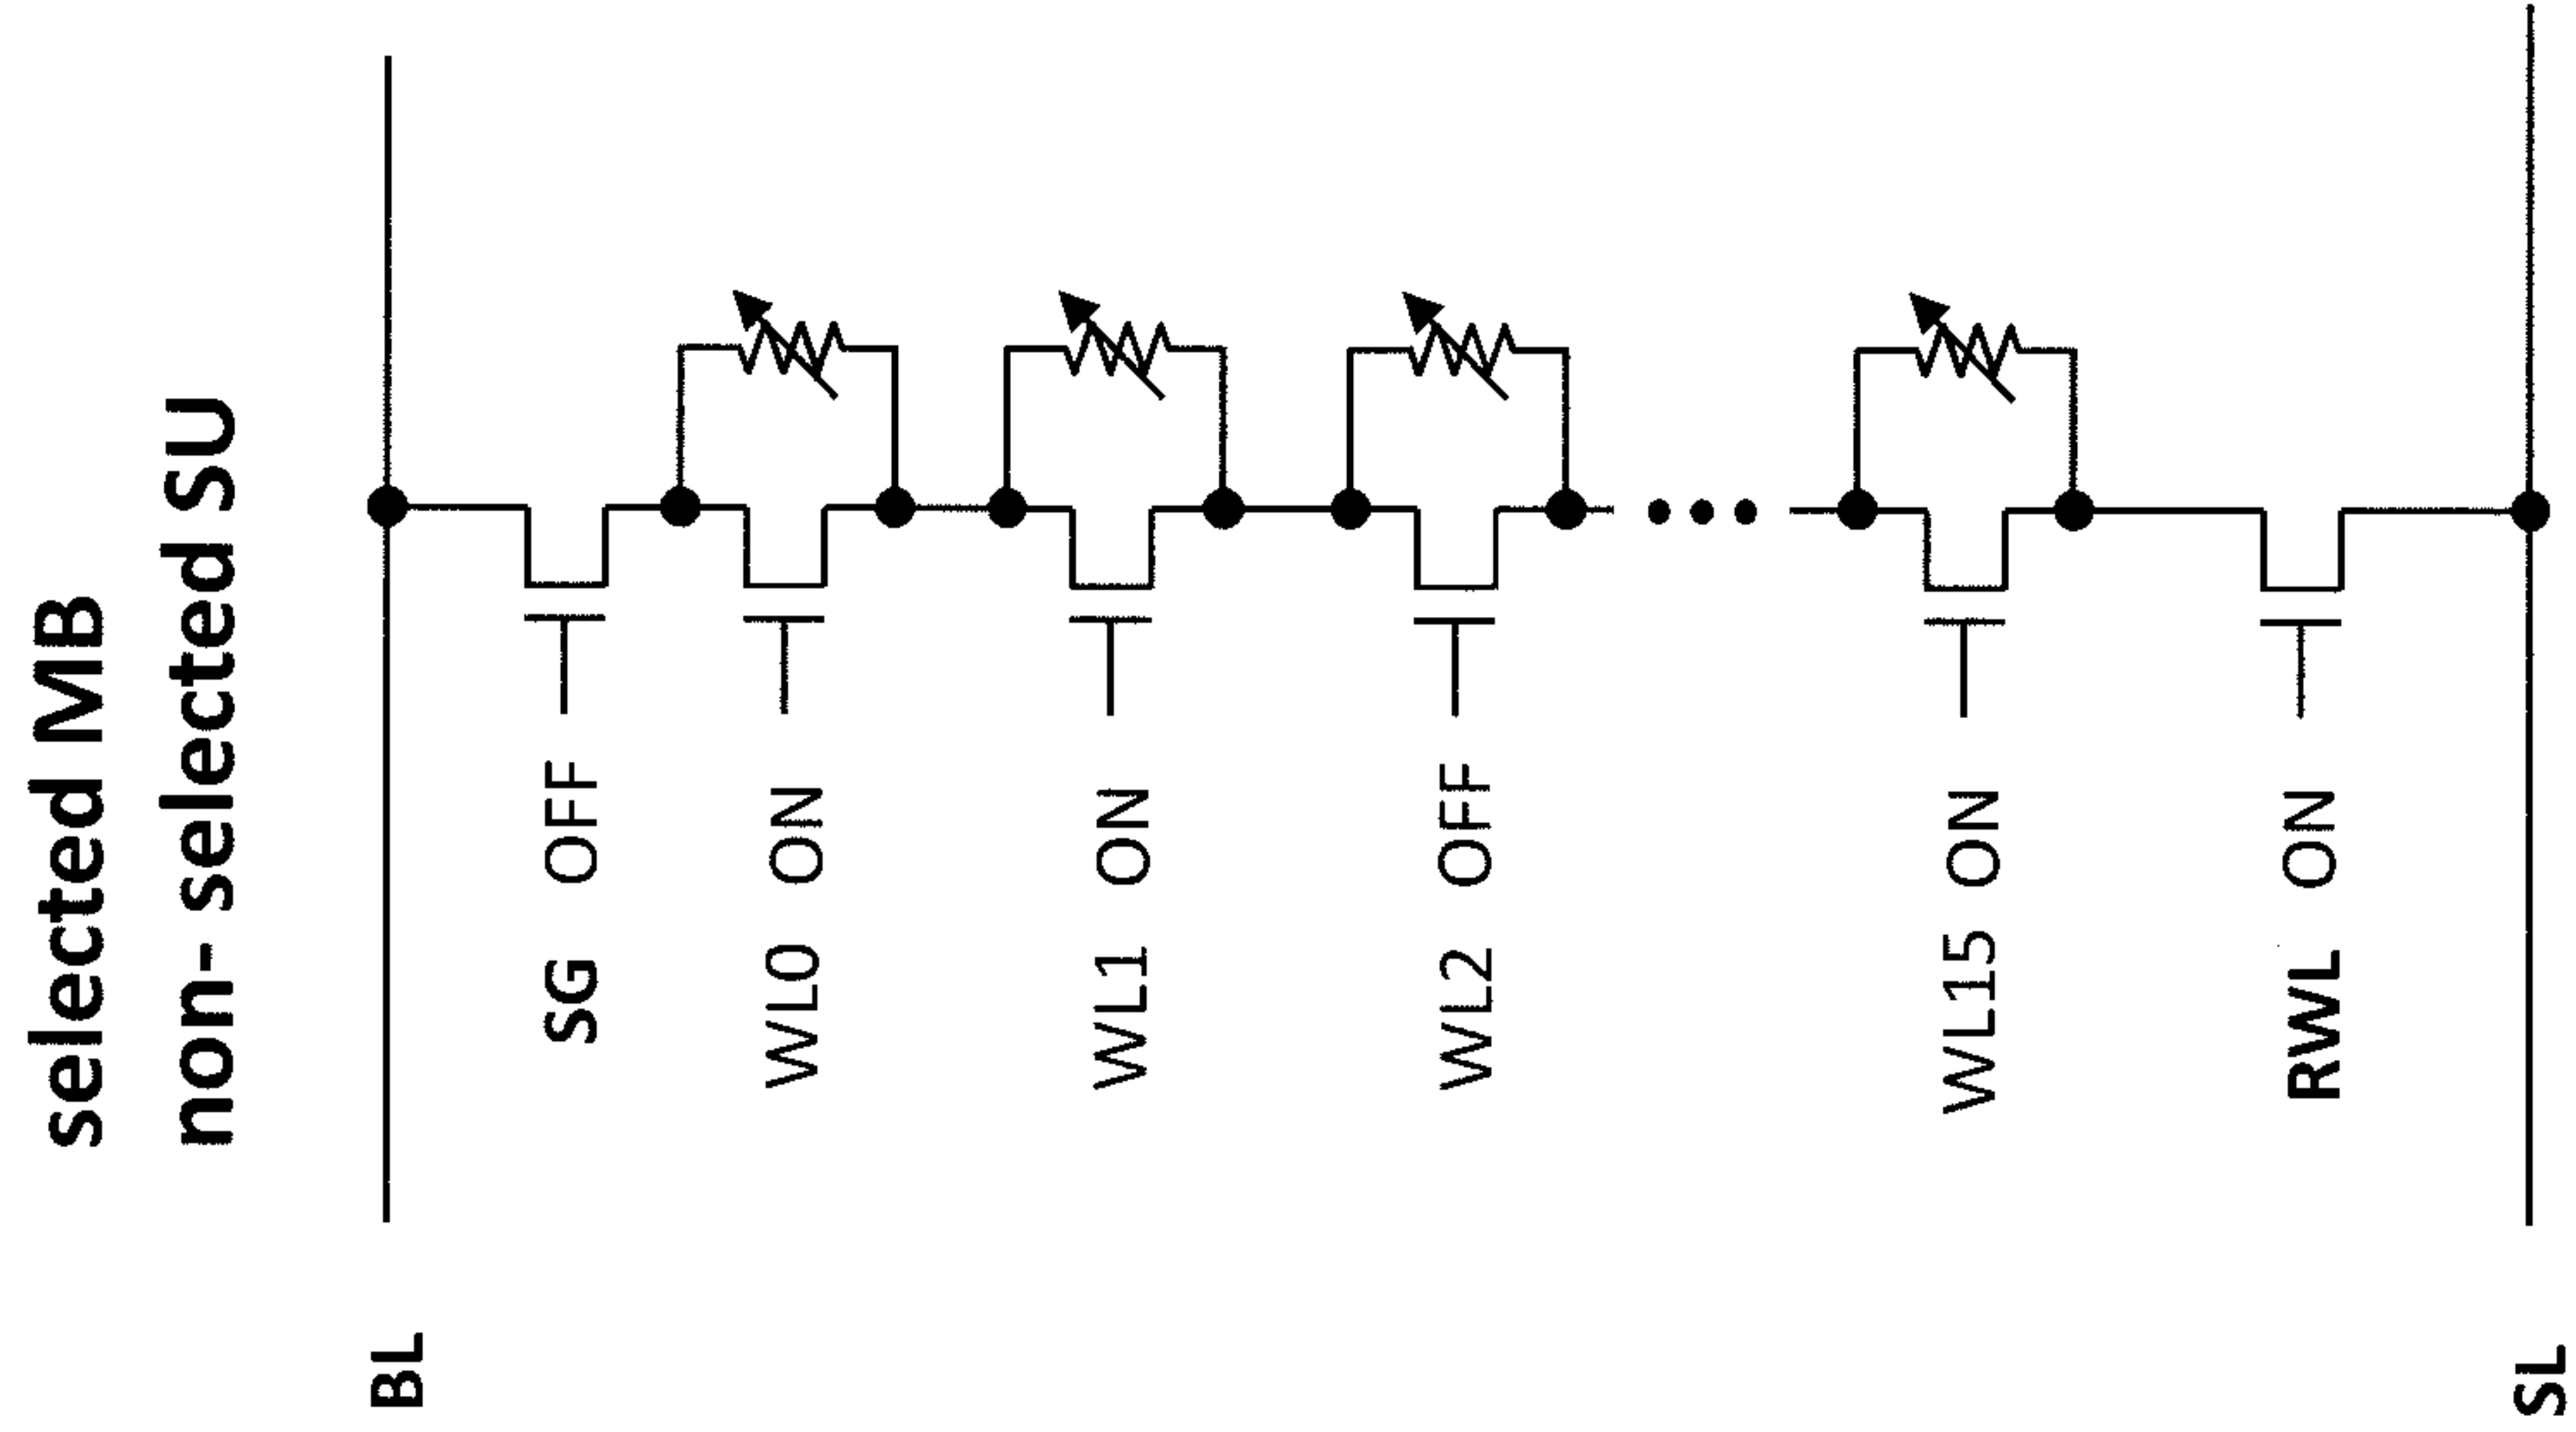 selected MB
non- selected SU
BL
SG OFF
WL0 ON
WL1 ON
WL2 OFF
WL15 ON
RWL ON
SL